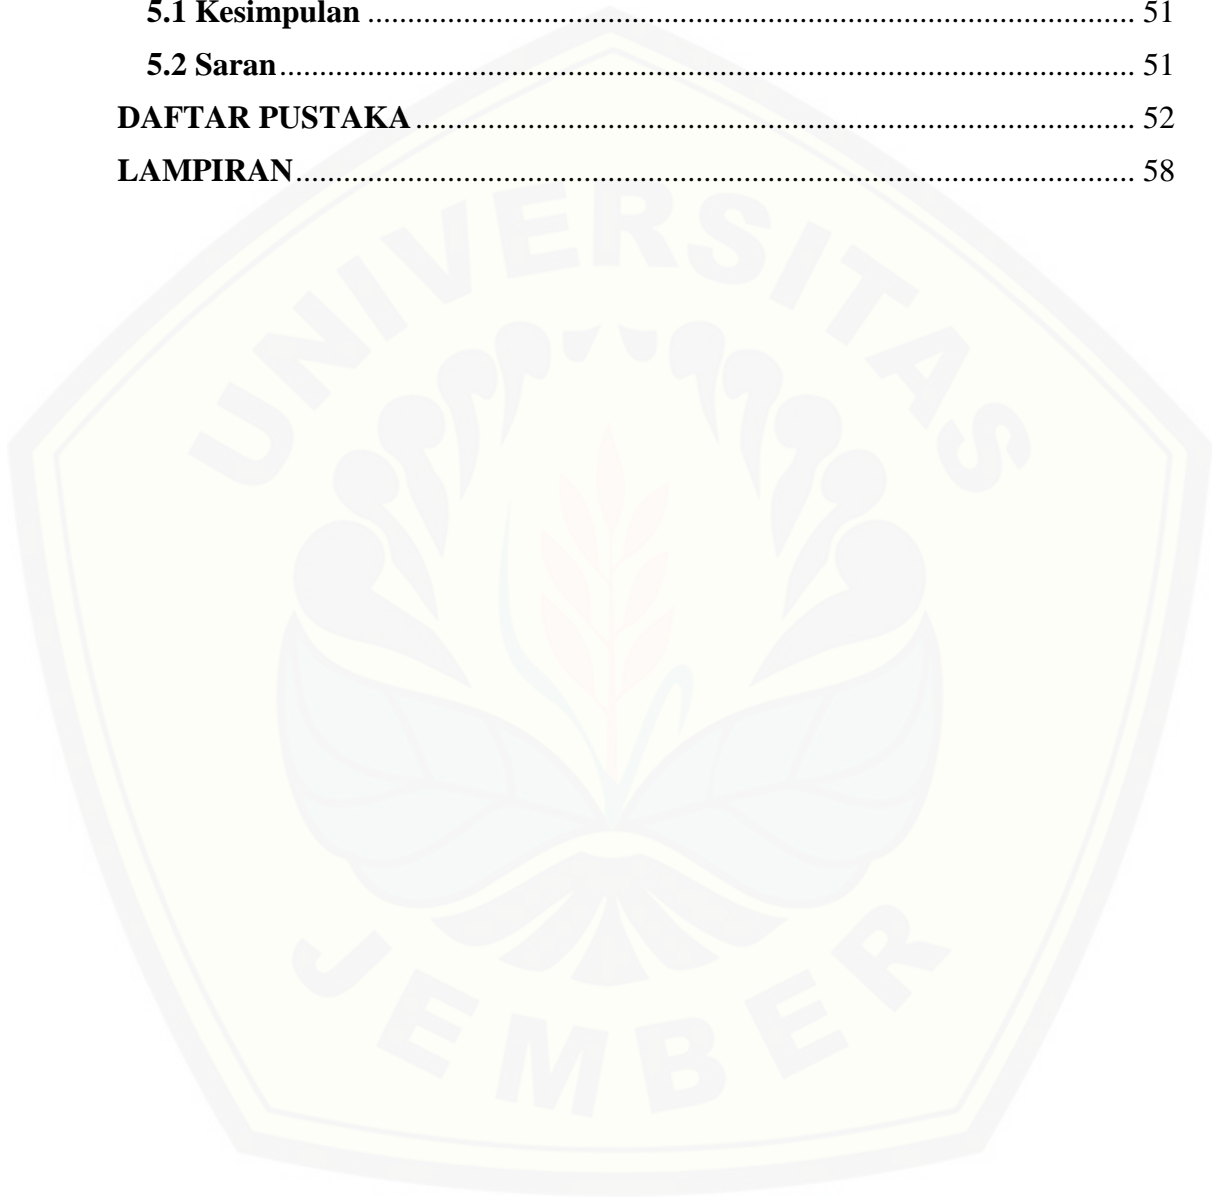 5.1 Kesimpulan ........................................................................ 51
5.2 Saran ........................................................................ 51
DAFTAR PUSTAKA ........................................................................ 52
LAMPIRAN ........................................................................ 58
UNIVERSITAS
JEMBER